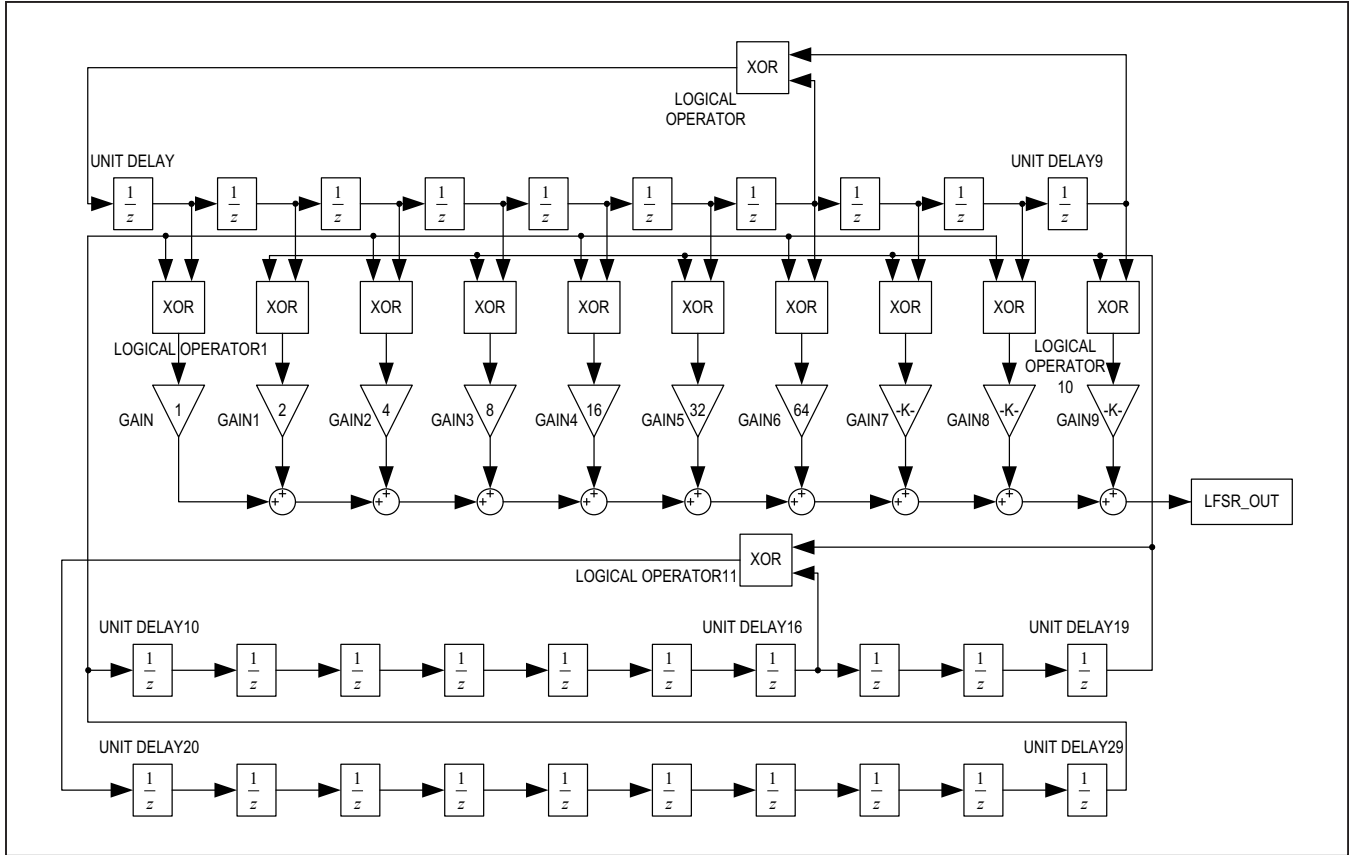 XOR
LOGICAL
OPERATOR
UNIT DELAY
UNIT DELAY9
1 1 1 1 1 1 1 1 1 1
z z z z z z z z z z
XOR XOR XOR XOR XOR XOR XOR XOR XOR XOR
LOGICAL OPERATOR1
LOGICAL
OPERATOR
10
1 2 4 8 16 32 64 -K- -K- -K-
GAIN GAIN1 GAIN2 GAIN3 GAIN4 GAIN5 GAIN6 GAIN7 GAIN8 GAIN9
+ + + + + + + + +
+ + + + + + + + +
LFSR_OUT
XOR
LOGICAL OPERATOR11
UNIT DELAY10
UNIT DELAY16
UNIT DELAY19
1 1 1 1 1 1 1 1 1 1
z z z z z z z z z z
UNIT DELAY20
UNIT DELAY29
1 1 1 1 1 1 1 1 1 1
z z z z z z z z z z